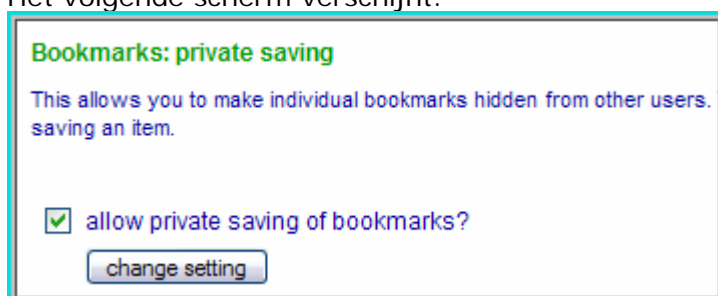 Het volgende scherm verschijnt:
Bookmarks: private saving
This allows you to make individual bookmarks hidden from other users.
saving an item.
allow private saving of bookmarks?
change setting